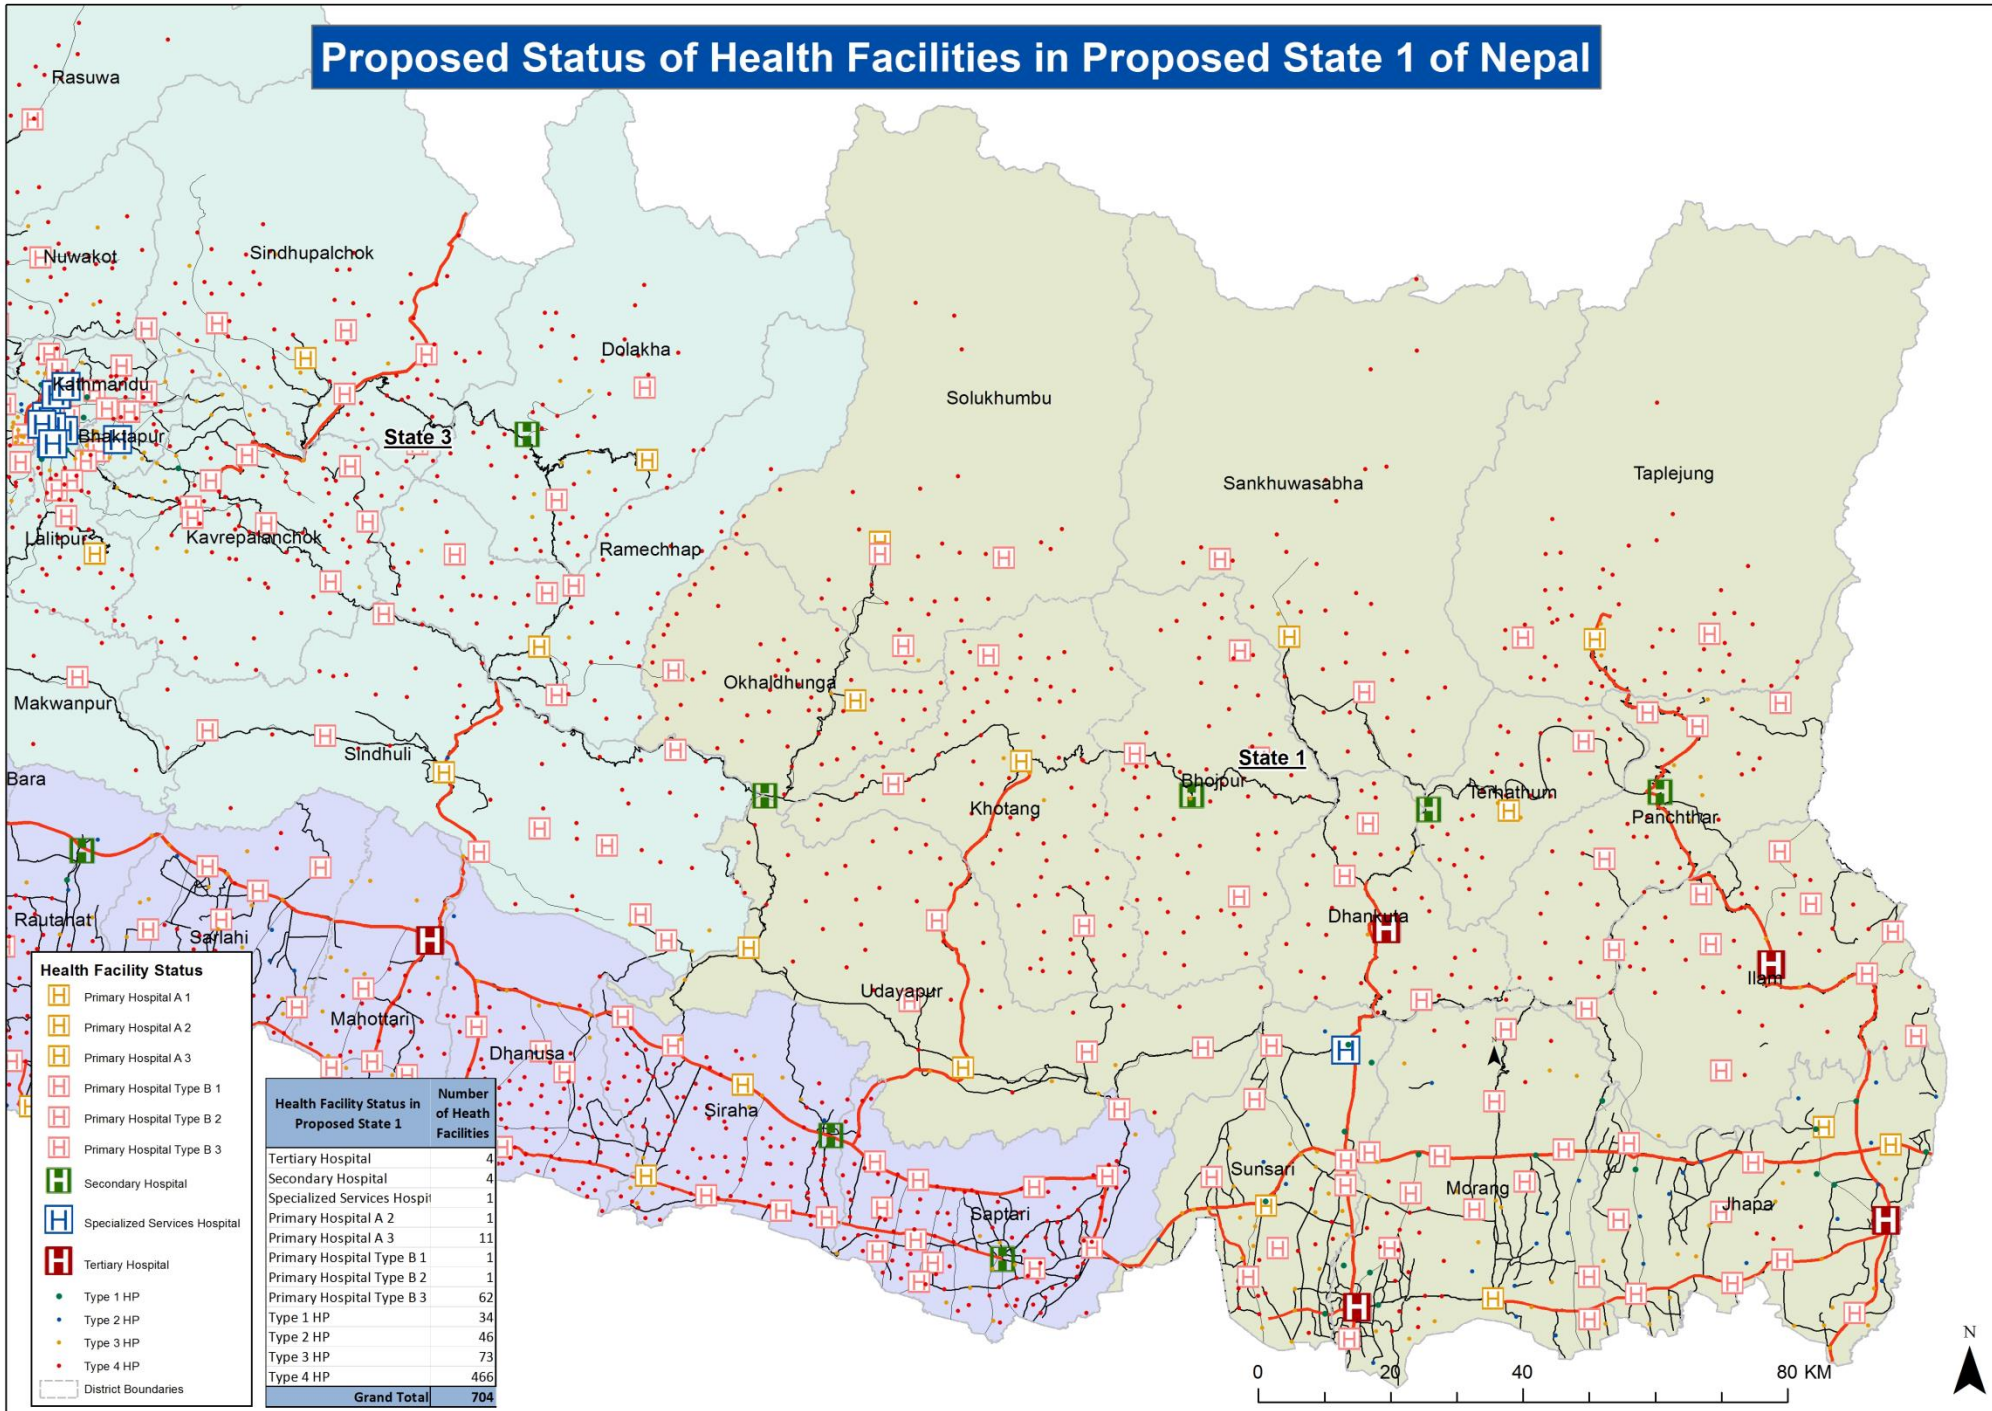 Proposed Status of Health Facilities in Proposed State 1 of Nepal
Rasuwa
Nuwakot
Sindhupalchok
Dolakha
Kathmandu
Bhaktapur
State 3
Solukhumbu
Sankhuwasabha
Taplejung
Lalitpur
Kavrepalanchok
Ramechhap
Okhaldhunga
Makwanpur
Sindhuli
Bara
State 1
Bhojpur
Khotang
Terhathum
Panchthar
Rautahat
Sarlahi
Dhankuta
Ilam
Udayapur
Mahottari
Dhanusa
Siraha
Saptari
Sunsari
Morang
Jhapa
Health Facility Status
Primary Hospital A 1
Primary Hospital A 2
Primary Hospital A 3
Primary Hospital Type B 1
Primary Hospital Type B 2
Primary Hospital Type B 3
Secondary Hospital
Specialized Services Hospital
Tertiary Hospital
Type 1 HP
Type 2 HP
Type 3 HP
Type 4 HP
District Boundaries
Health Facility Status in Proposed State 1 Number of Heath Facilities
Tertiary Hospital 4
Secondary Hospital 4
Specialized Services Hospit 1
Primary Hospital A 2 1
Primary Hospital A 3 11
Primary Hospital Type B 1 1
Primary Hospital Type B 2 1
Primary Hospital Type B 3 62
Type 1 HP 34
Type 2 HP 46
Type 3 HP 73
Type 4 HP 466
Grand Total 704
0 20 40 80 KM
N